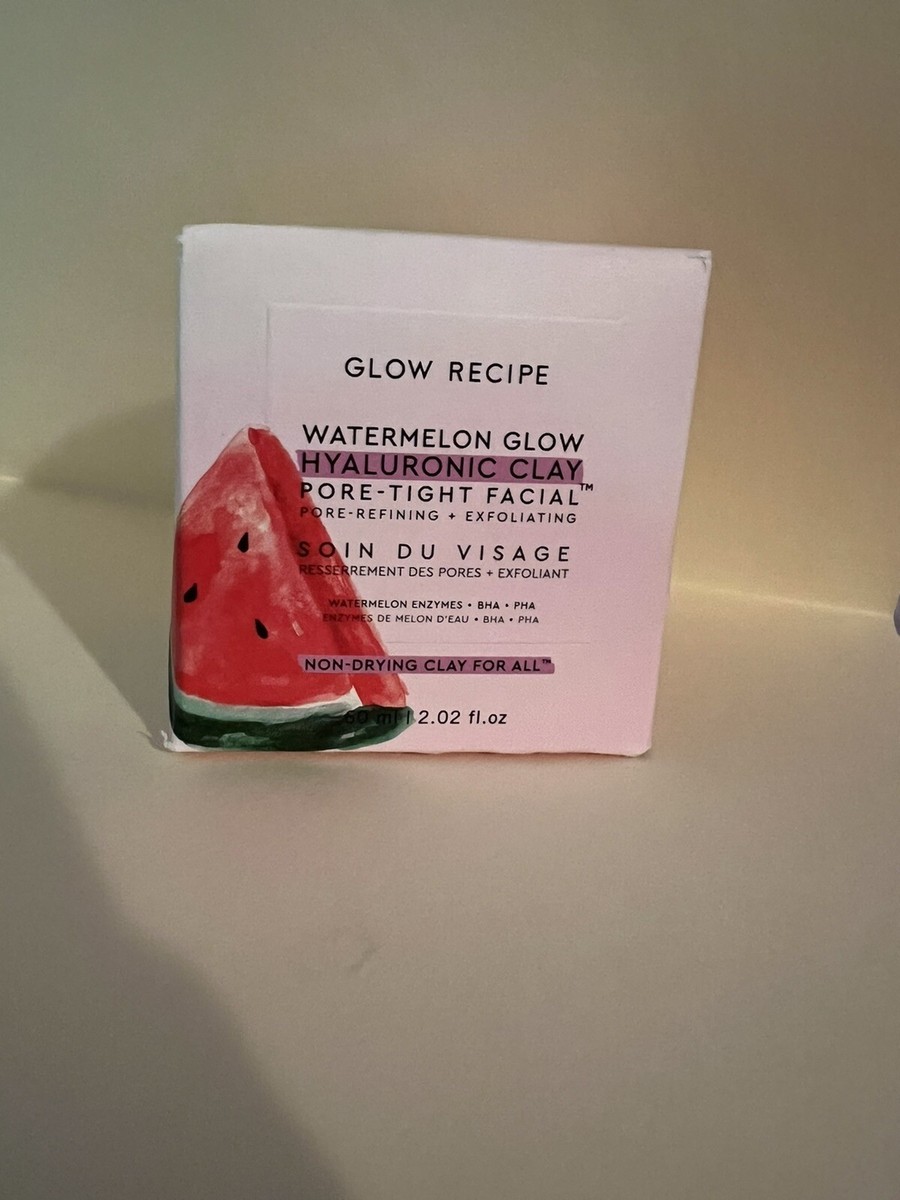 GLOW RECIPE
WATERMELON GLOW
HYALURONIC CLAY
PORE-TIGHT FACIAL™
PORE-REFINING + EXFOLIATING
SOIN DU VISAGE
RESSERREMENT DES PORES + EXFOLIANT
WATERMELON ENZYMES • BHA • PHA
ENZYMES DE MELON D'EAU • BHA • PHA
NON-DRYING CLAY FOR ALL™
60 ml | 2.02 fl.oz